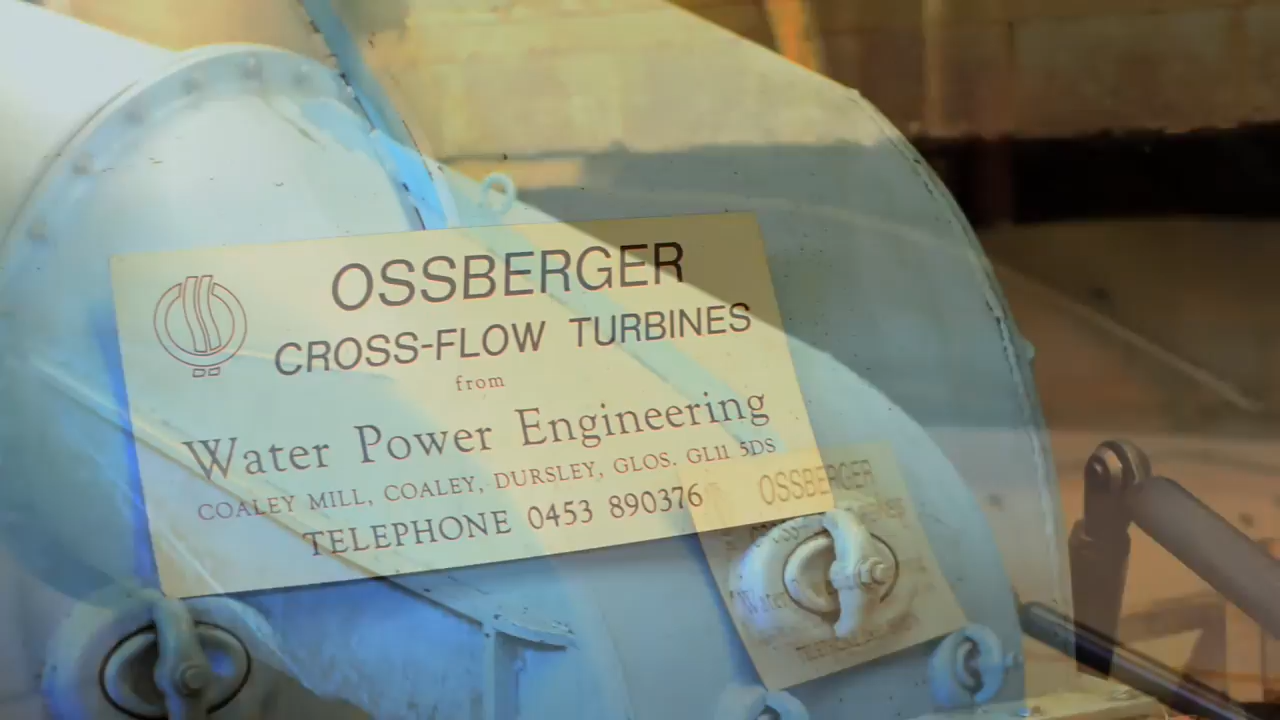 OSSBERGER
CROSS-FLOW TURBINES
from
Water Power Engineering
COALEY MILL, COALEY, DURSLEY, GLOS. GL11 5DS
TELEPHONE 0453 890376
OSSBERGER
Water